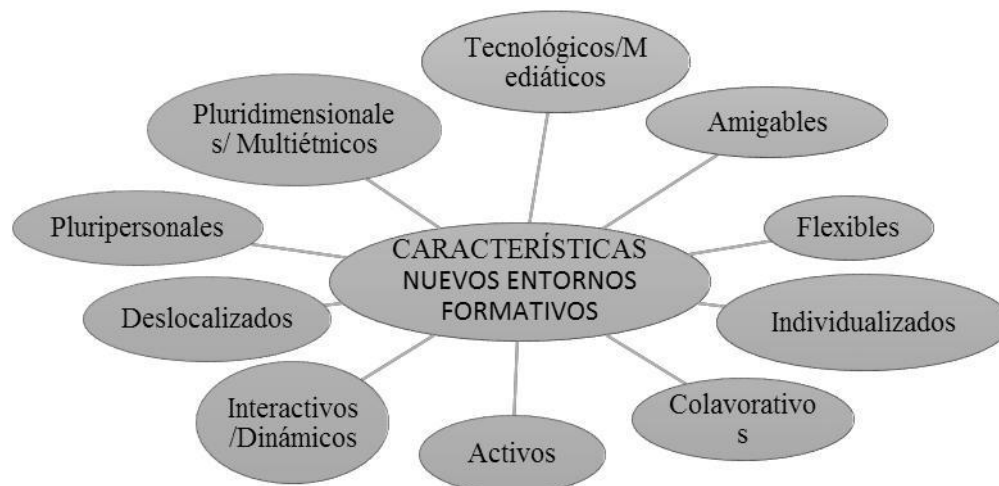 Tecnológicos/M
ediáticos
Pluridimensionale
s/ Multiétnicos
Amigables
Pluripersonales
Flexibles
CARACTERÍSTICAS
NUEVOS ENTORNOS
FORMATIVOS
Deslocalizados
Individualizados
Interactivos
/Dinámicos
Colavorativo
s
Activos